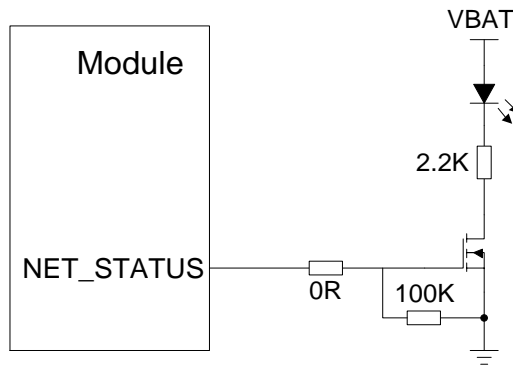 VBAT
Module
2.2K
NET_STATUS
0R
100K